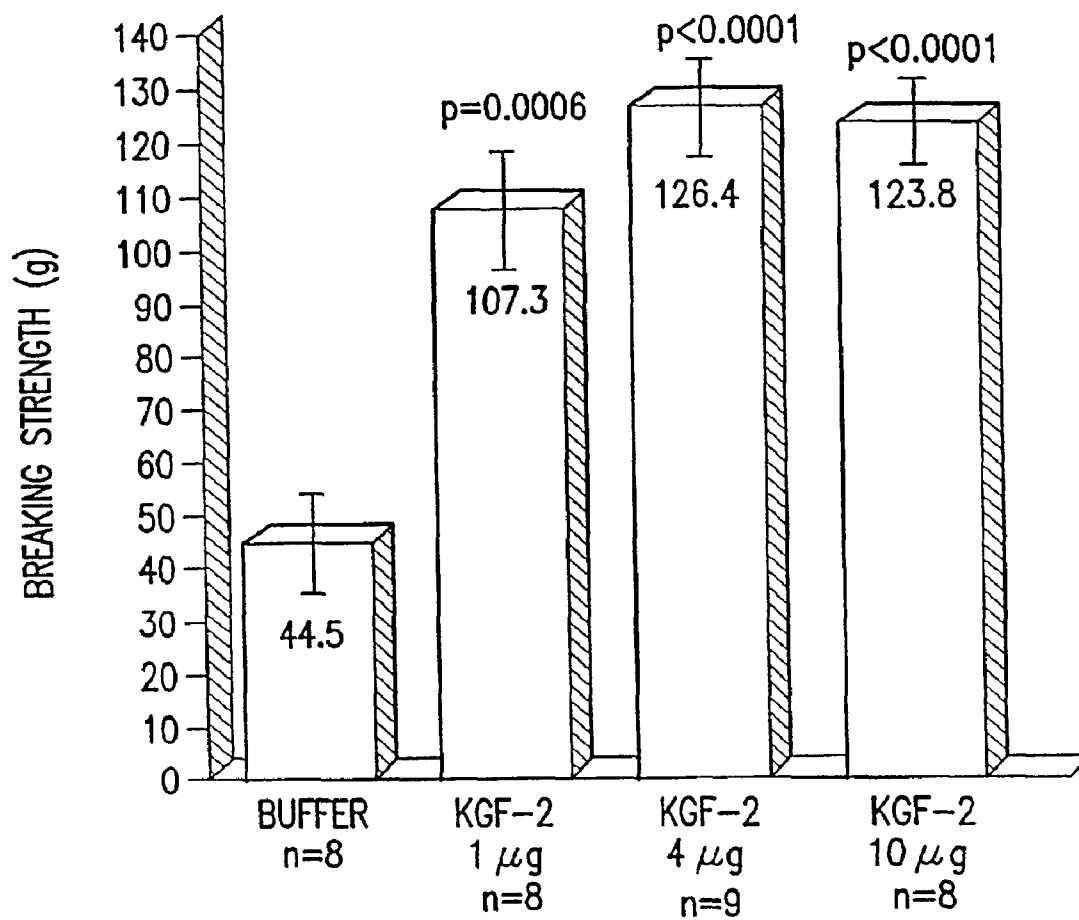 BREAKING STRENGTH (g)
140
130
120
110
100
90
80
70
60
50
40
30
20
10
0
p=0.0006
p<0.0001
p<0.0001
44.5
107.3
126.4
123.8
BUFFER
n=8
KGF-2
1 μg
n=8
KGF-2
4 μg
n=9
KGF-2
10 μg
n=8